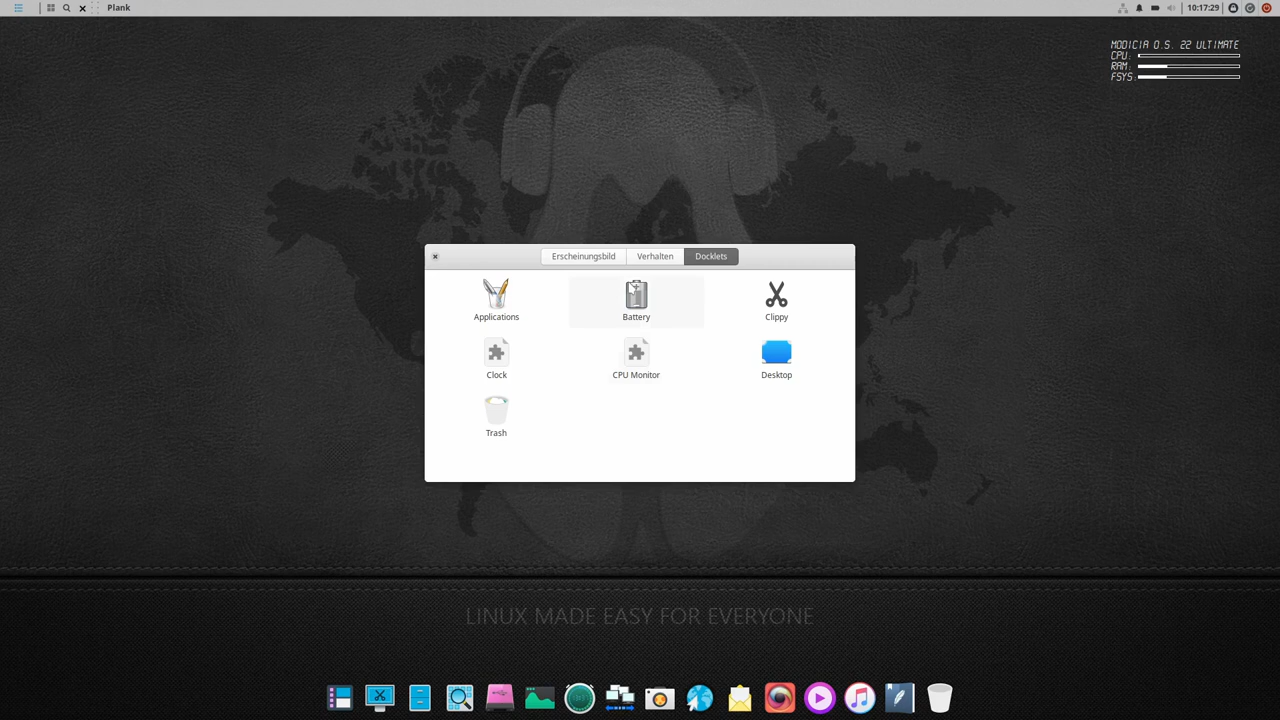 Plank
10:17:29
MODICIA O.S. 22 ULTIMATE
CPU:
RAM:
FSYS:
Erscheinungsbild Verhalten Docklets
Applications Battery Clippy
Clock CPU Monitor Desktop
Trash
LINUX MADE EASY FOR EVERYONE